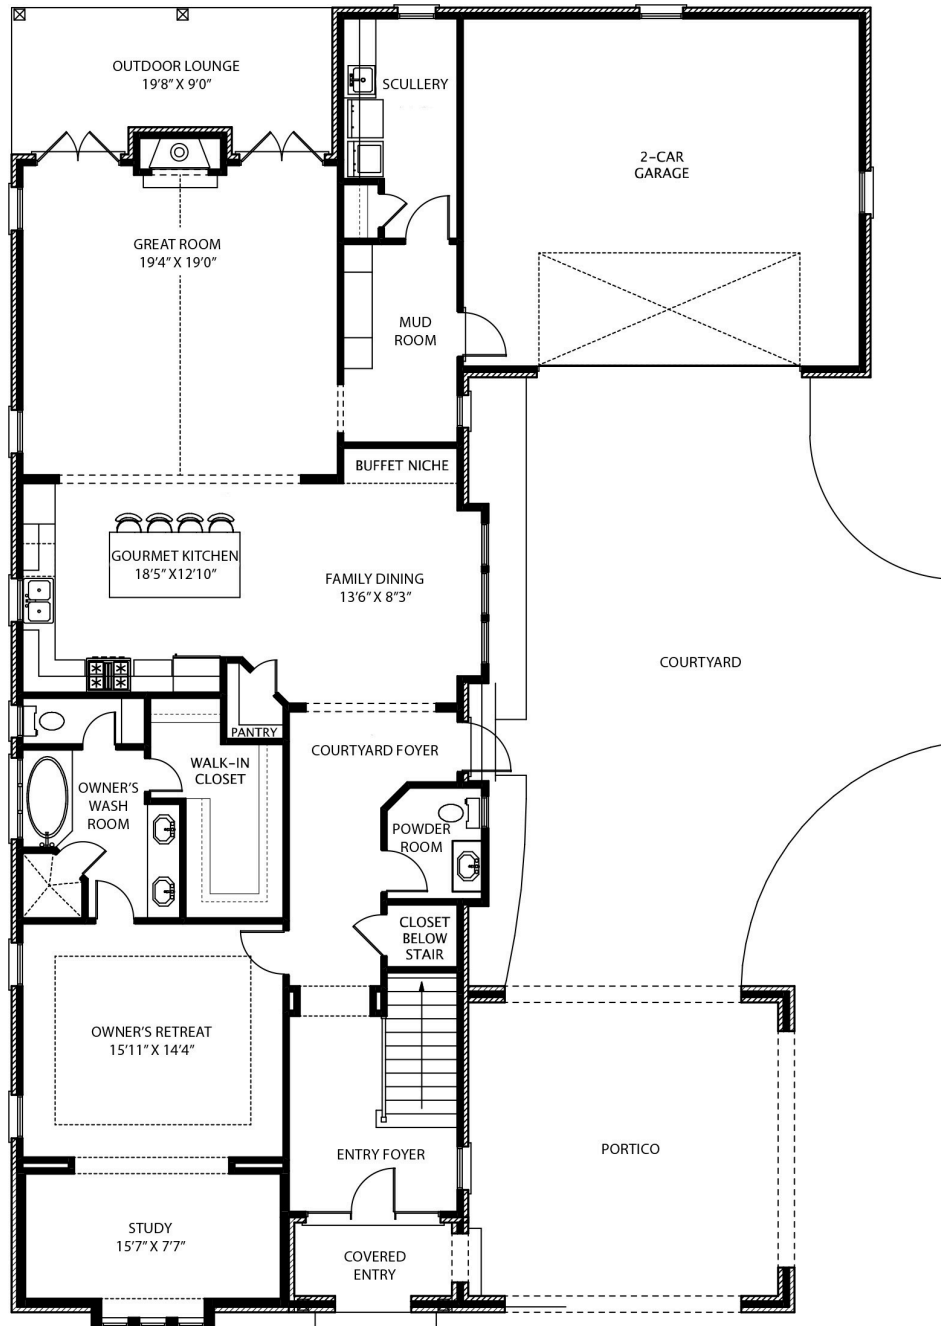 OUTDOOR LOUNGE
19'8" X 9'0"
SCULLERY
2-CAR
GARAGE
GREAT ROOM
19'4" X 19'0"
MUD
ROOM
BUFFET NICHE
GOURMET KITCHEN
18'5" X12'10"
FAMILY DINING
13'6" X 8"3"
COURTYARD
PANTRY
COURTYARD FOYER
WALK-IN
CLOSET
OWNER'S
WASH
ROOM
POWDER
ROOM
CLOSET
BELOW
STAIR
OWNER'S RETREAT
15'11" X 14'4"
ENTRY FOYER
PORTICO
STUDY
15'7" X 7'7"
COVERED
ENTRY